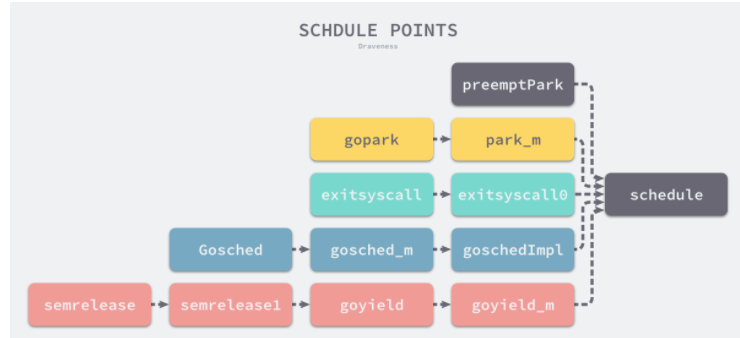 SCHDULE POINTS
Draveness
preemptPark
gopark park_m
exitsyscall exitsyscall0 schedule
Gosched gosched_m goschedImpl
semrelease semrelease1 goyield goyield_m